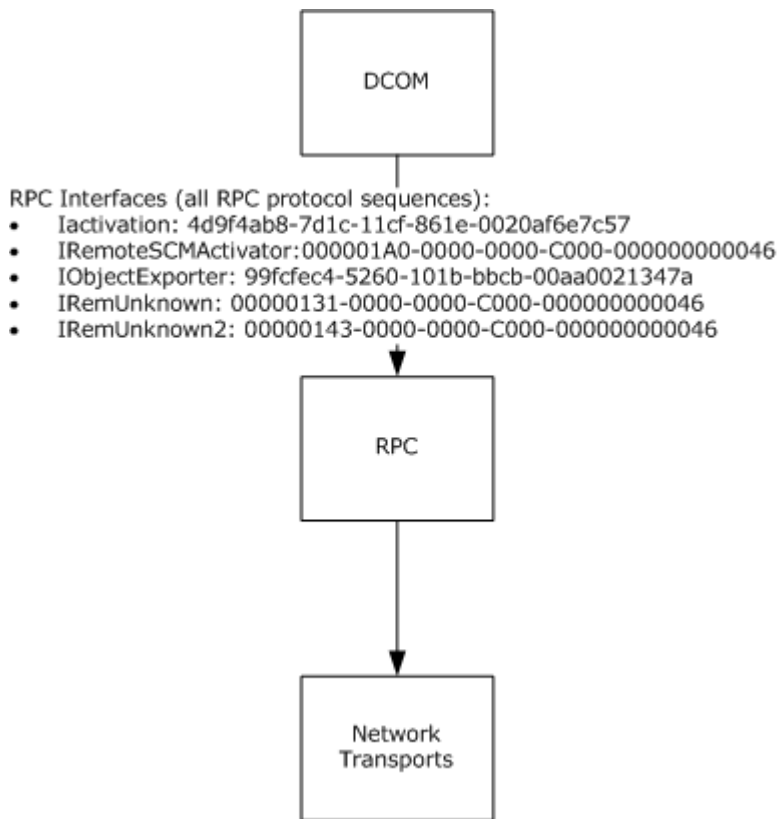 DCOM
RPC Interfaces (all RPC protocol sequences):
• Iactivation: 4d9f4ab8-7d1c-11cf-861e-0020af6e7c57
• IRemoteSCMActivator:000001A0-0000-0000-C000-000000000046
• IObjectExporter: 99fcfec4-5260-101b-bbcb-00aa0021347a
• IRemUnknown: 00000131-0000-0000-C000-000000000046
• IRemUnknown2: 00000143-0000-0000-C000-000000000046
RPC
Network
Transports